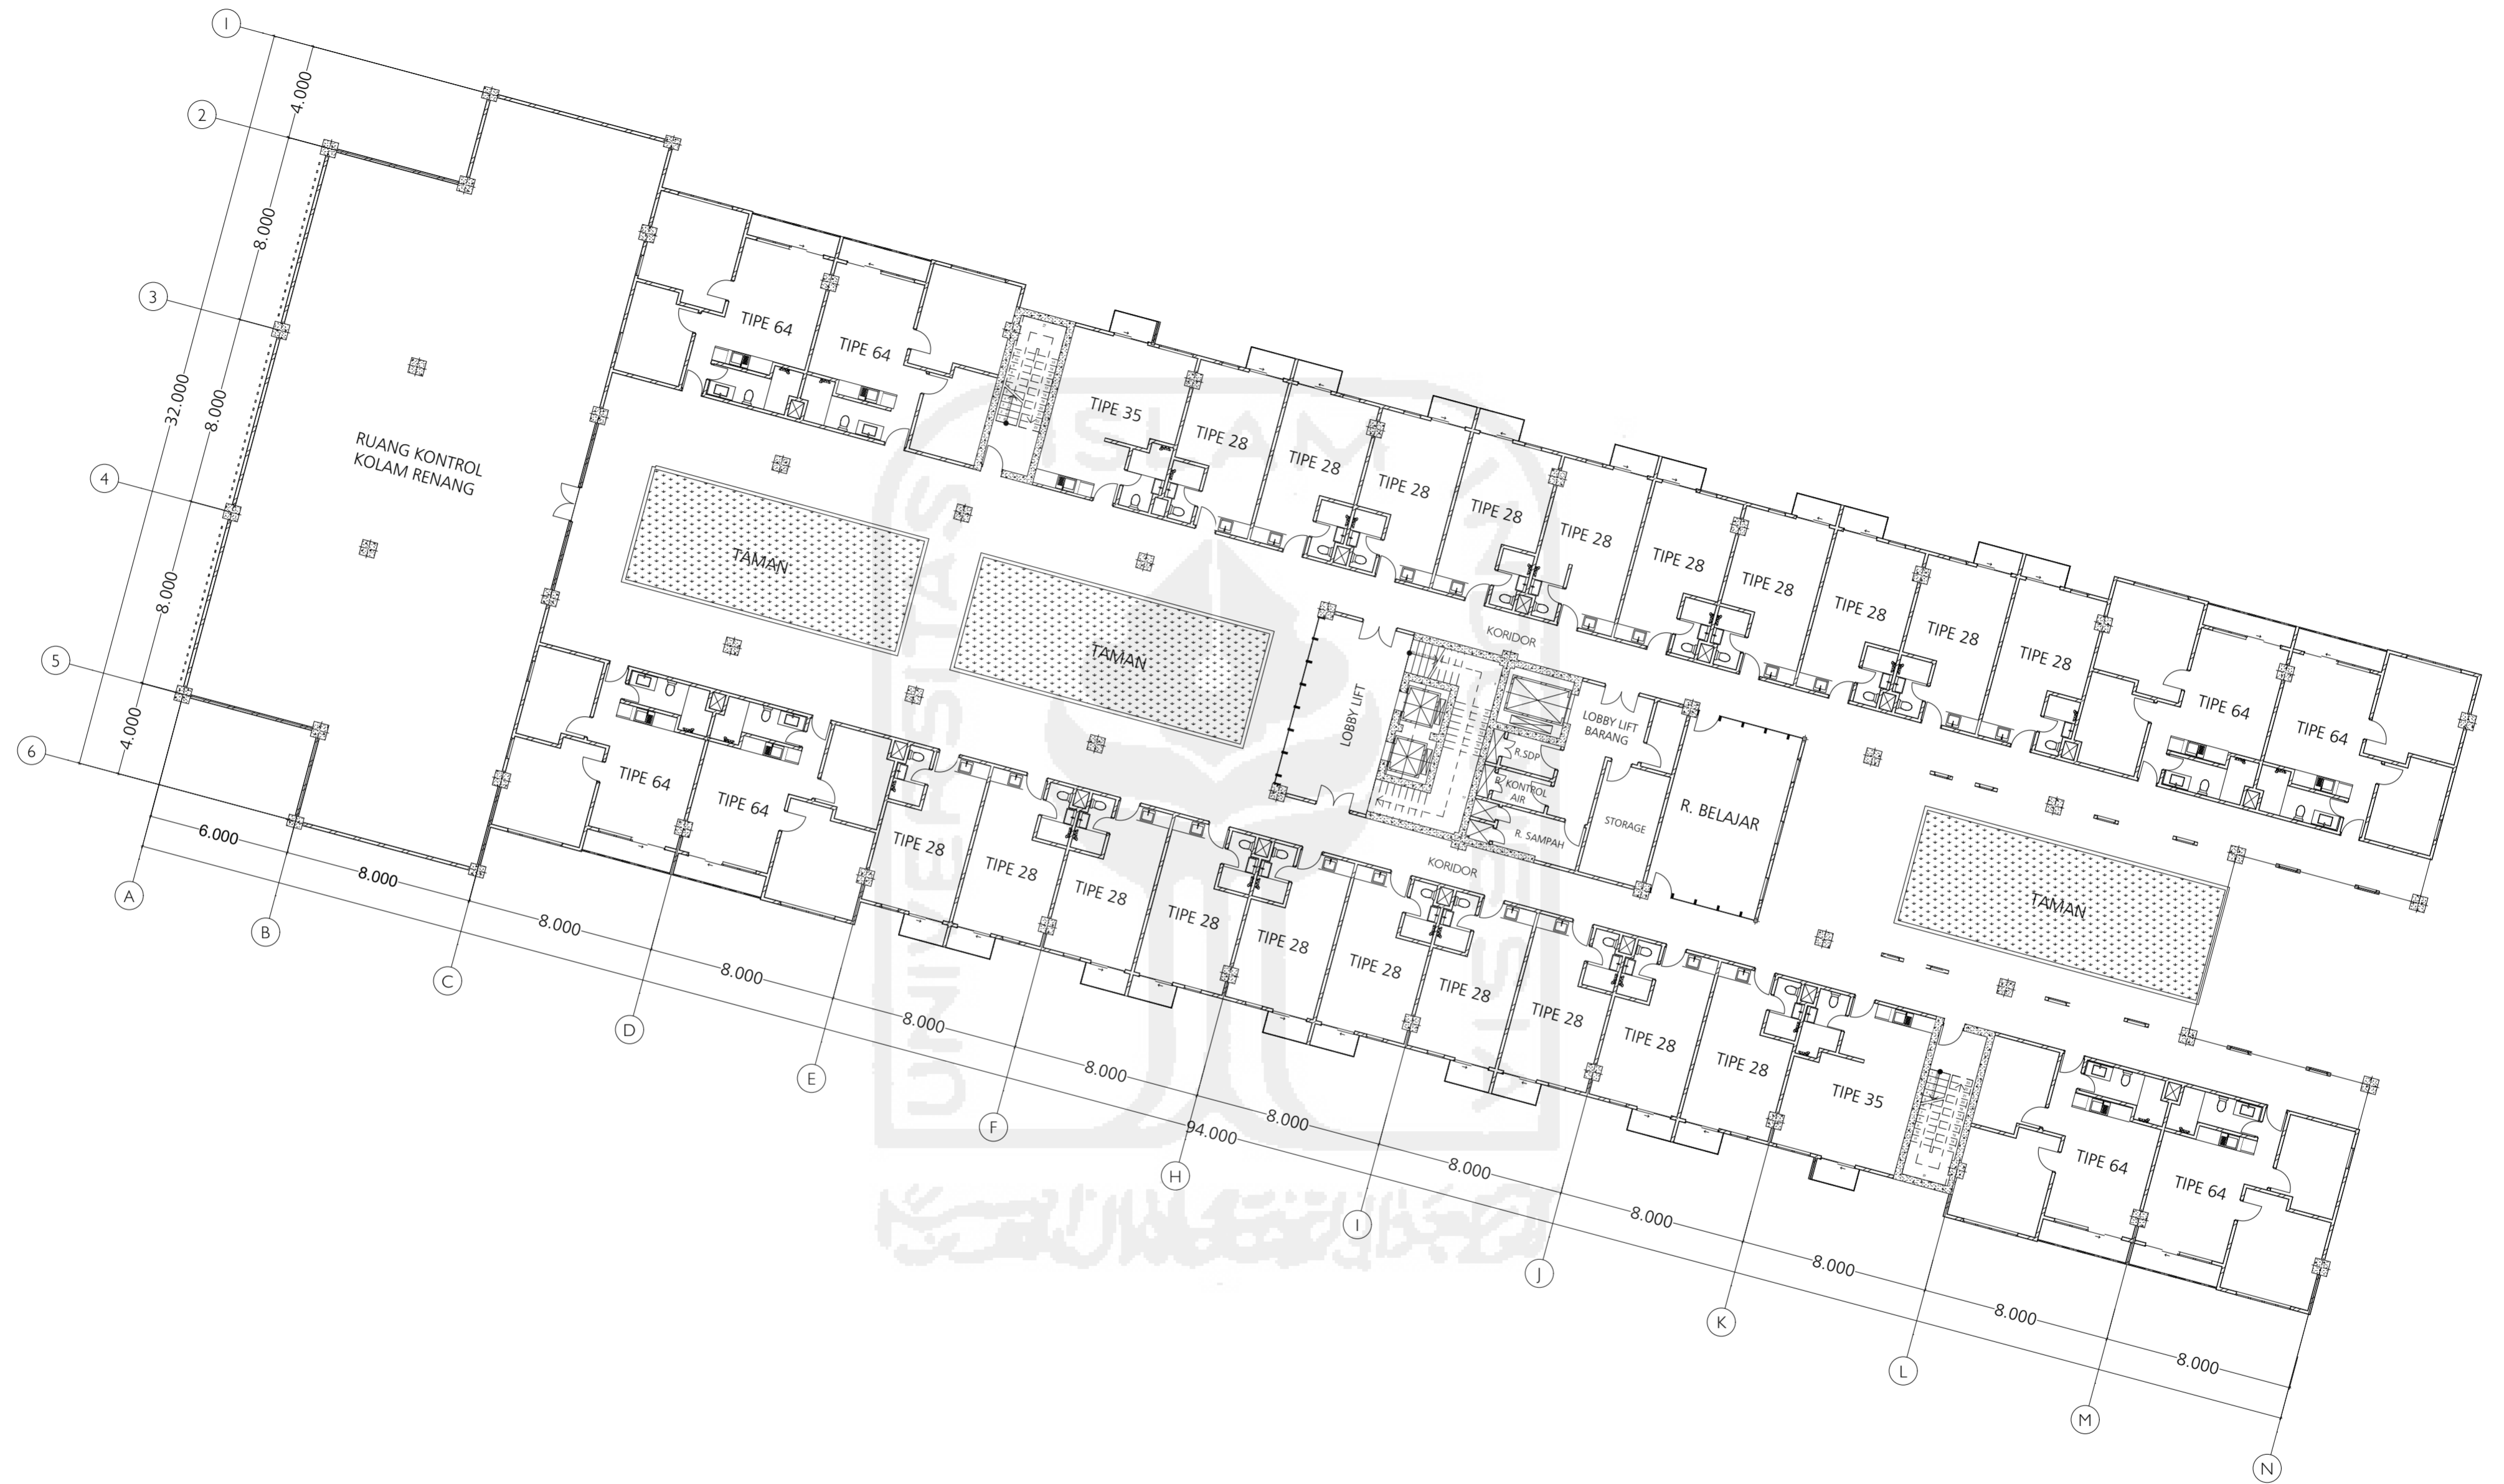 I
4.000
2
8.000
3
8.000
32.000
4
8.000
5
4.000
6
RUANG KONTROL
KOLAM RENANG
TIPE 64
TIPE 64
TIPE 35
TIPE 28
TIPE 28
TIPE 28
TIPE 28
TIPE 28
TIPE 28
TIPE 28
TIPE 28
TIPE 28
TIPE 28
TIPE 64
TIPE 64
TAMAN
TAMAN
KORIDOR
LOBBY LIFT
LOBBY LIFT
BARANG
R.SDP
R. KONTROL
AIR
R. SAMPAH
STORAGE
R. BELAJAR
KORIDOR
TAMAN
TIPE 64
TIPE 64
TIPE 28
TIPE 28
TIPE 28
TIPE 28
TIPE 28
TIPE 28
TIPE 28
TIPE 28
TIPE 28
TIPE 28
TIPE 35
TIPE 64
TIPE 64
6.000
8.000
8.000
8.000
8.000
8.000
8.000
8.000
8.000
8.000
8.000
8.000
94.000
A
B
C
D
E
F
H
I
J
K
L
M
N
UNIVERSITAS
ISLAM